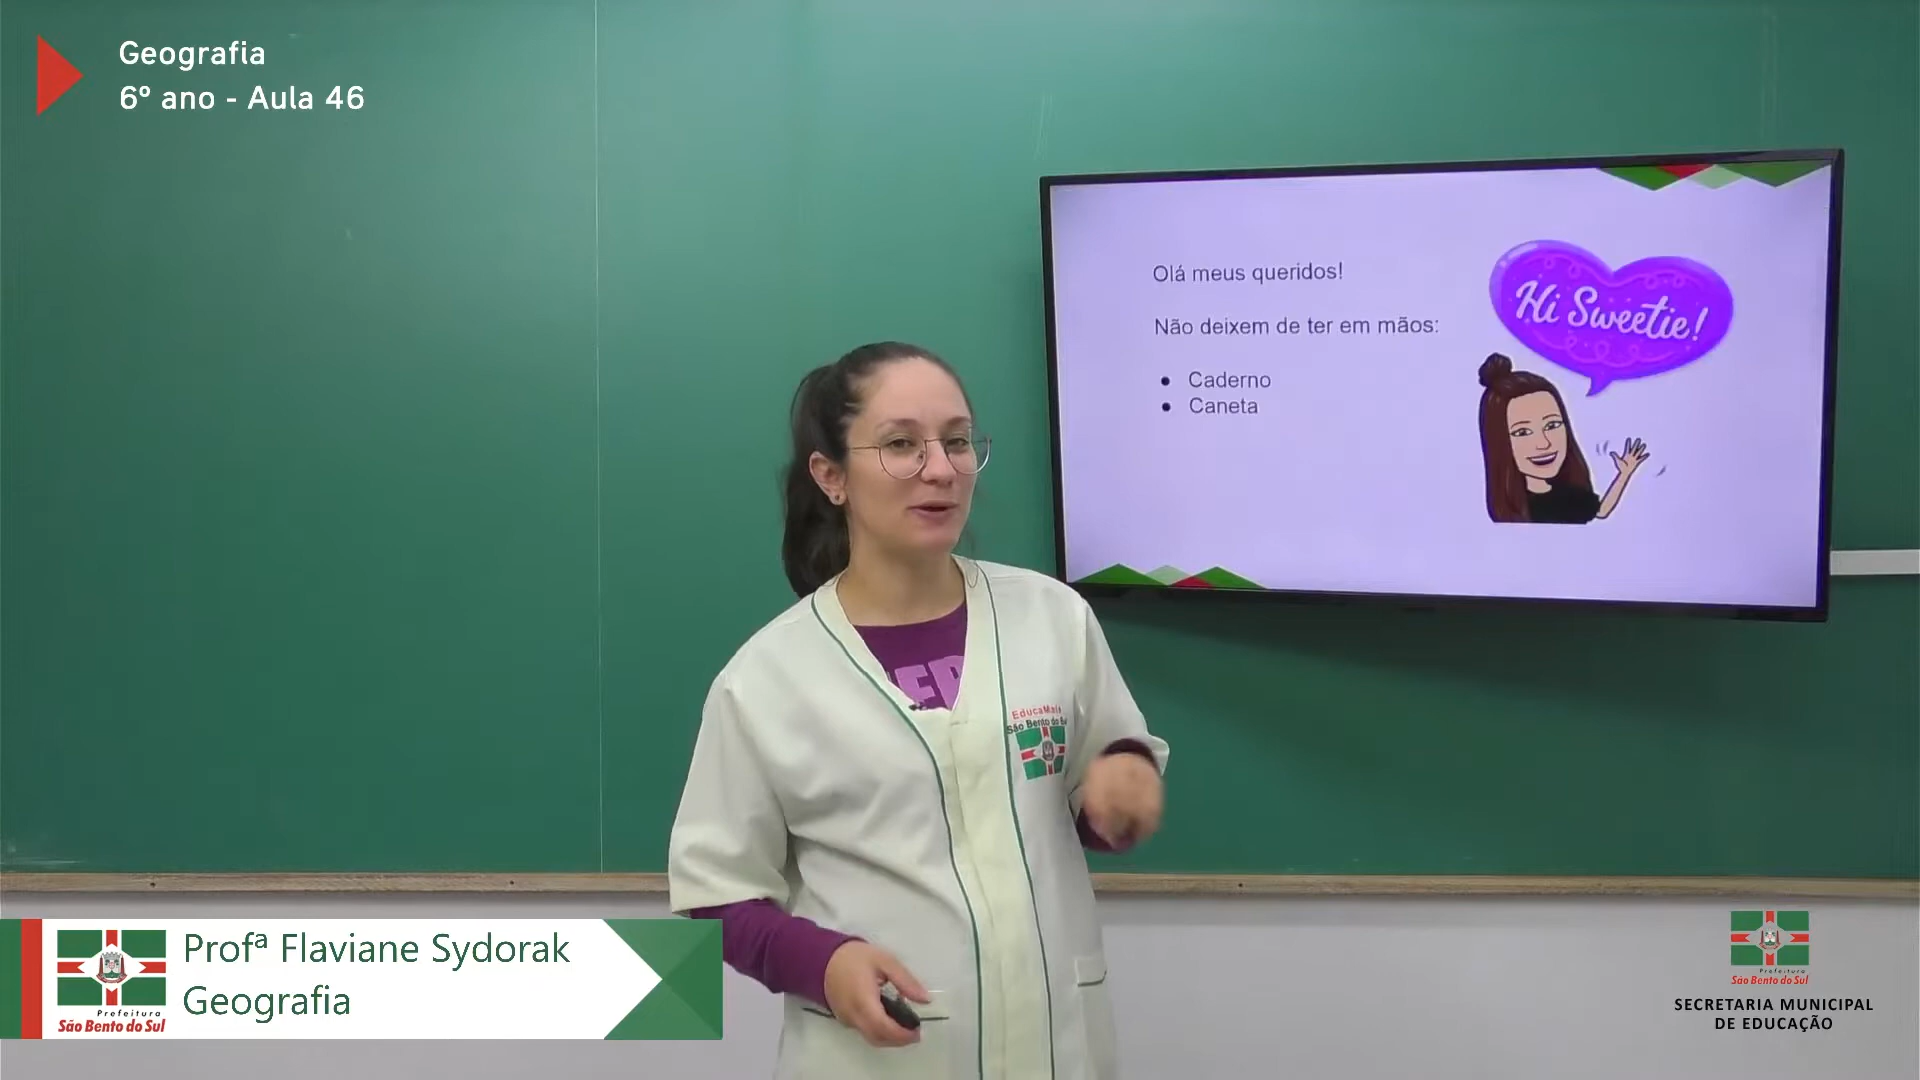 Geografia
6º ano - Aula 46
Olá meus queridos!
Não deixem de ter em mãos:
● Caderno
● Caneta
Hi Sweetie!
EducaMais
São Bento do Sul
Profª Flaviane Sydorak
Geografia
Prefeitura
São Bento do Sul
Prefeitura
São Bento do Sul
SECRETARIA MUNICIPAL
DE EDUCAÇÃO